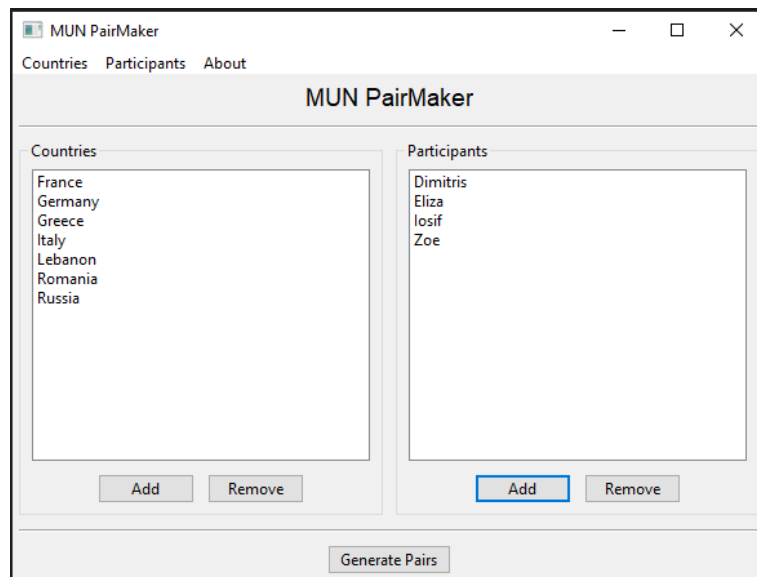 MUN PairMaker
Countries Participants About
MUN PairMaker
Countries
France
Germany
Greece
Italy
Lebanon
Romania
Russia
Add Remove
Participants
Dimitris
Eliza
Iosif
Zoe
Add Remove
Generate Pairs